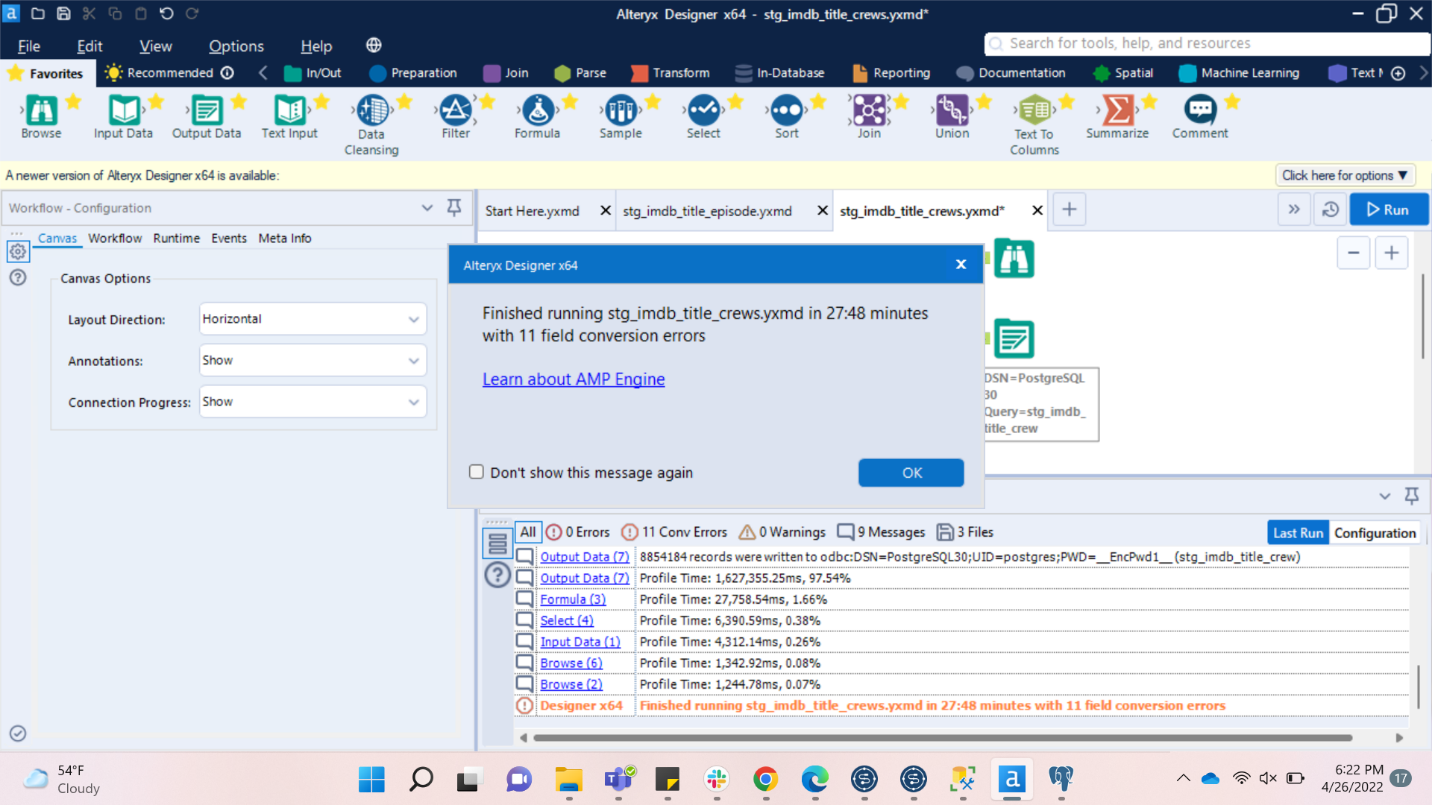 Alteryx Designer x64 - stg_imdb_title_crews.yxmd*
File Edit View Options Help
Search for tools, help, and resources
Favorites Recommended In/Out Preparation Join Parse Transform In-Database Reporting Documentation Spatial Machine Learning Text
Browse Input Data Output Data Text Input Data Cleansing Filter Formula Sample Select Sort Join Union Text To Columns Summarize Comment
A newer version of Alteryx Designer x64 is available:
Click here for options ▼
Workflow - Configuration
Start Here.yxmd
stg_imdb_title_episode.yxmd
stg_imdb_title_crews.yxmd*
Run
Canvas Workflow Runtime Events Meta Info
Canvas Options
Layout Direction: Horizontal
Annotations: Show
Connection Progress: Show
Alteryx Designer x64
Finished running stg_imdb_title_crews.yxmd in 27:48 minutes
with 11 field conversion errors
Learn about AMP Engine
Don't show this message again
OK
DSN=PostgreSQL
30
Query=stg_imdb_
title_crew
All 0 Errors 11 Conv Errors 0 Warnings 9 Messages 3 Files
Last Run Configuration
Output Data (7) 8854184 records were written to odbc:DSN=PostgreSQL30;UID=postgres;PWD=__EncPwd1__ (stg_imdb_title_crew)
Output Data (7) Profile Time: 1,627,355.25ms, 97.54%
Formula (3) Profile Time: 27,758.54ms, 1.66%
Select (4) Profile Time: 6,390.59ms, 0.38%
Input Data (1) Profile Time: 4,312.14ms, 0.26%
Browse (6) Profile Time: 1,342.92ms, 0.08%
Browse (2) Profile Time: 1,244.78ms, 0.07%
Designer x64 Finished running stg_imdb_title_crews.yxmd in 27:48 minutes with 11 field conversion errors
54°F
Cloudy
6:22 PM
4/26/2022
17